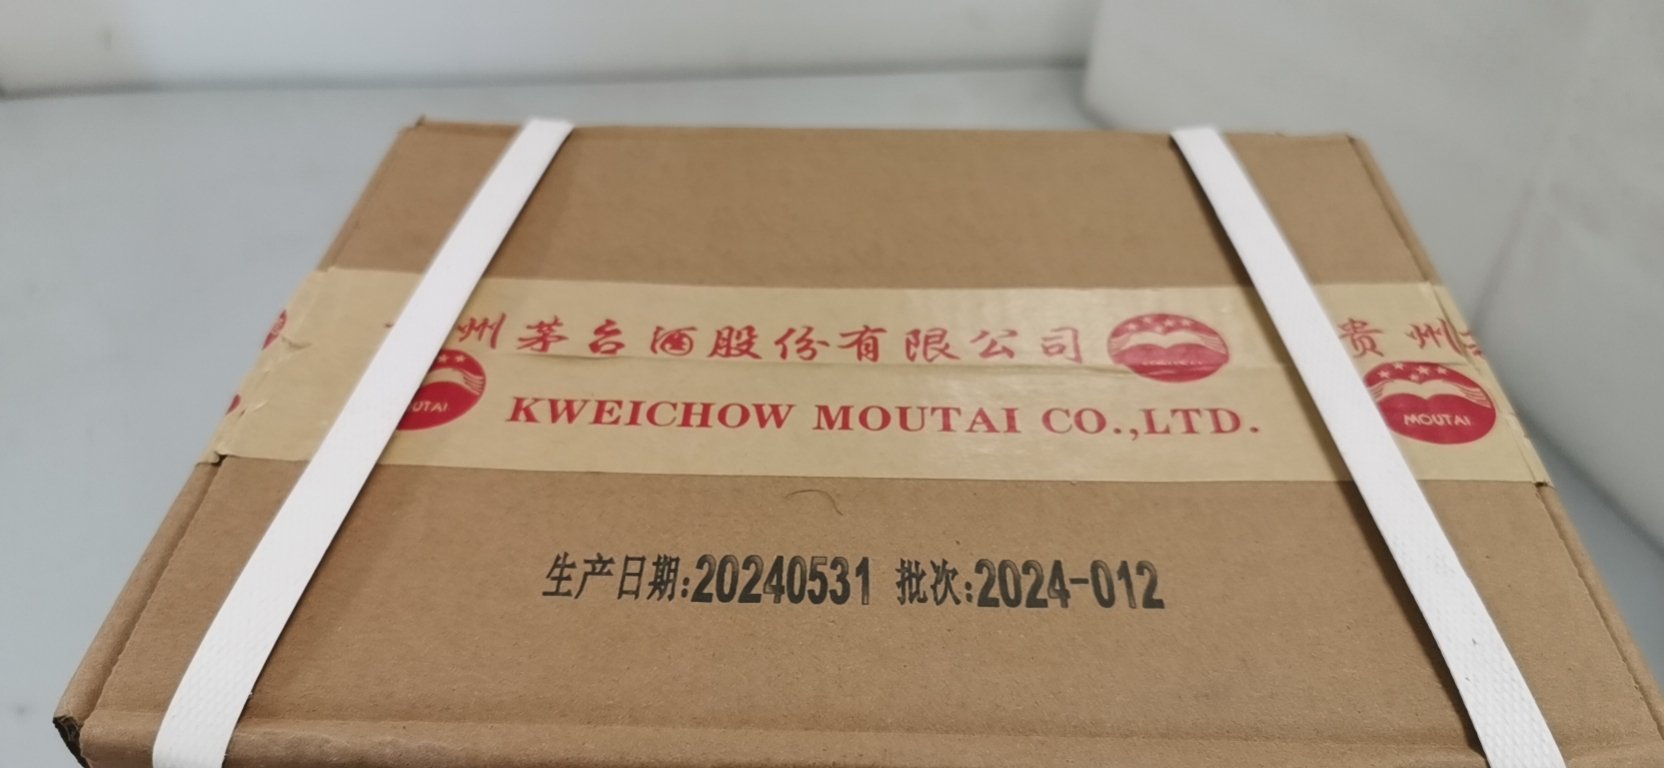 州茅台酒股份有限公司
贵州
MOUTAI
KWEICHOW MOUTAI CO.,LTD.
MOUTAI
生产日期:20240531 批次:2024-012